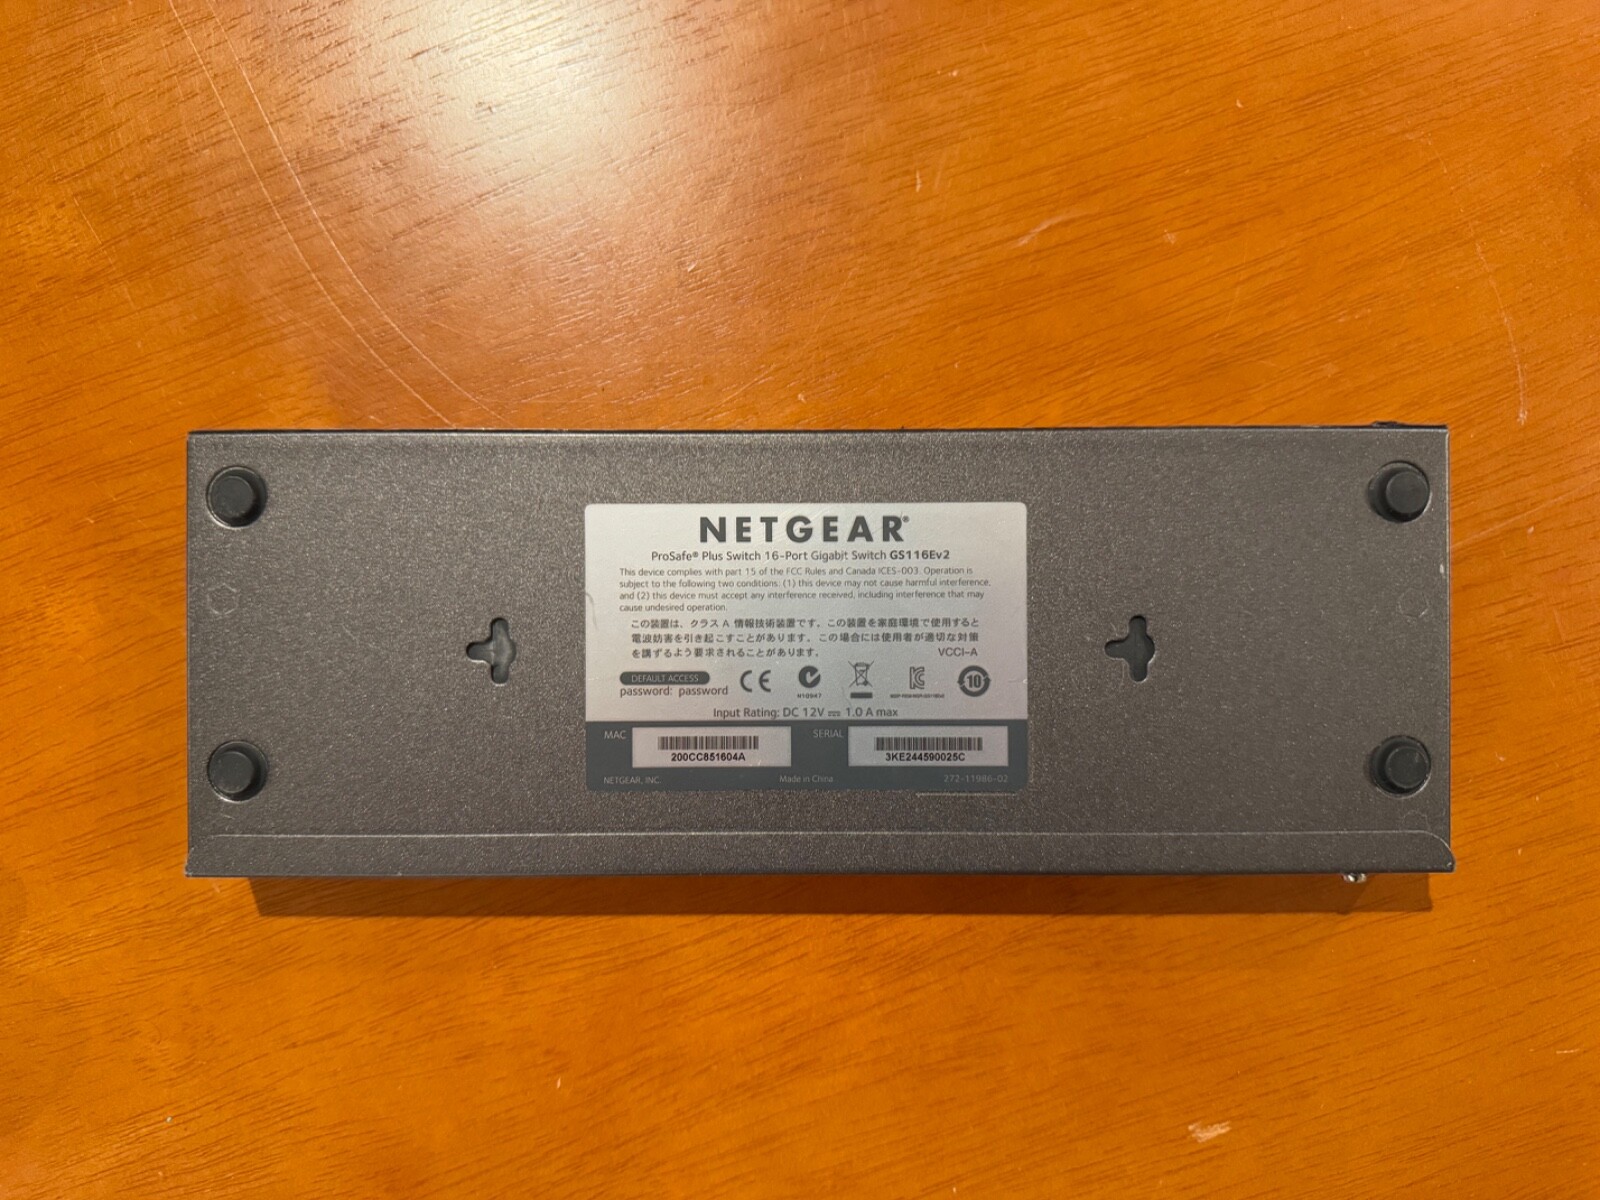 NETGEAR®
ProSafe® Plus Switch 16-Port Gigabit Switch GS116Ev2
This device complies with part 15 of the FCC Rules and Canada ICES-003. Operation is
subject to the following two conditions: (1) this device may not cause harmful interference,
and (2) this device must accept any interference received, including interference that may
cause undesired operation.
この装置は、クラス A 情報技術装置です。この装置を家庭環境で使用すると
電波妨害を引き起こすことがあります。この場合には使用者が適切な対策
を講ずるよう要求されることがあります。 VCCI-A
DEFAULT ACCESS
password: password
CE
N10947
10
Input Rating: DC 12V ⎓ 1.0 A max
MAC
200CC851604A
SERIAL
3KE244590025C
NETGEAR, INC.
Made in China
272-11986-02